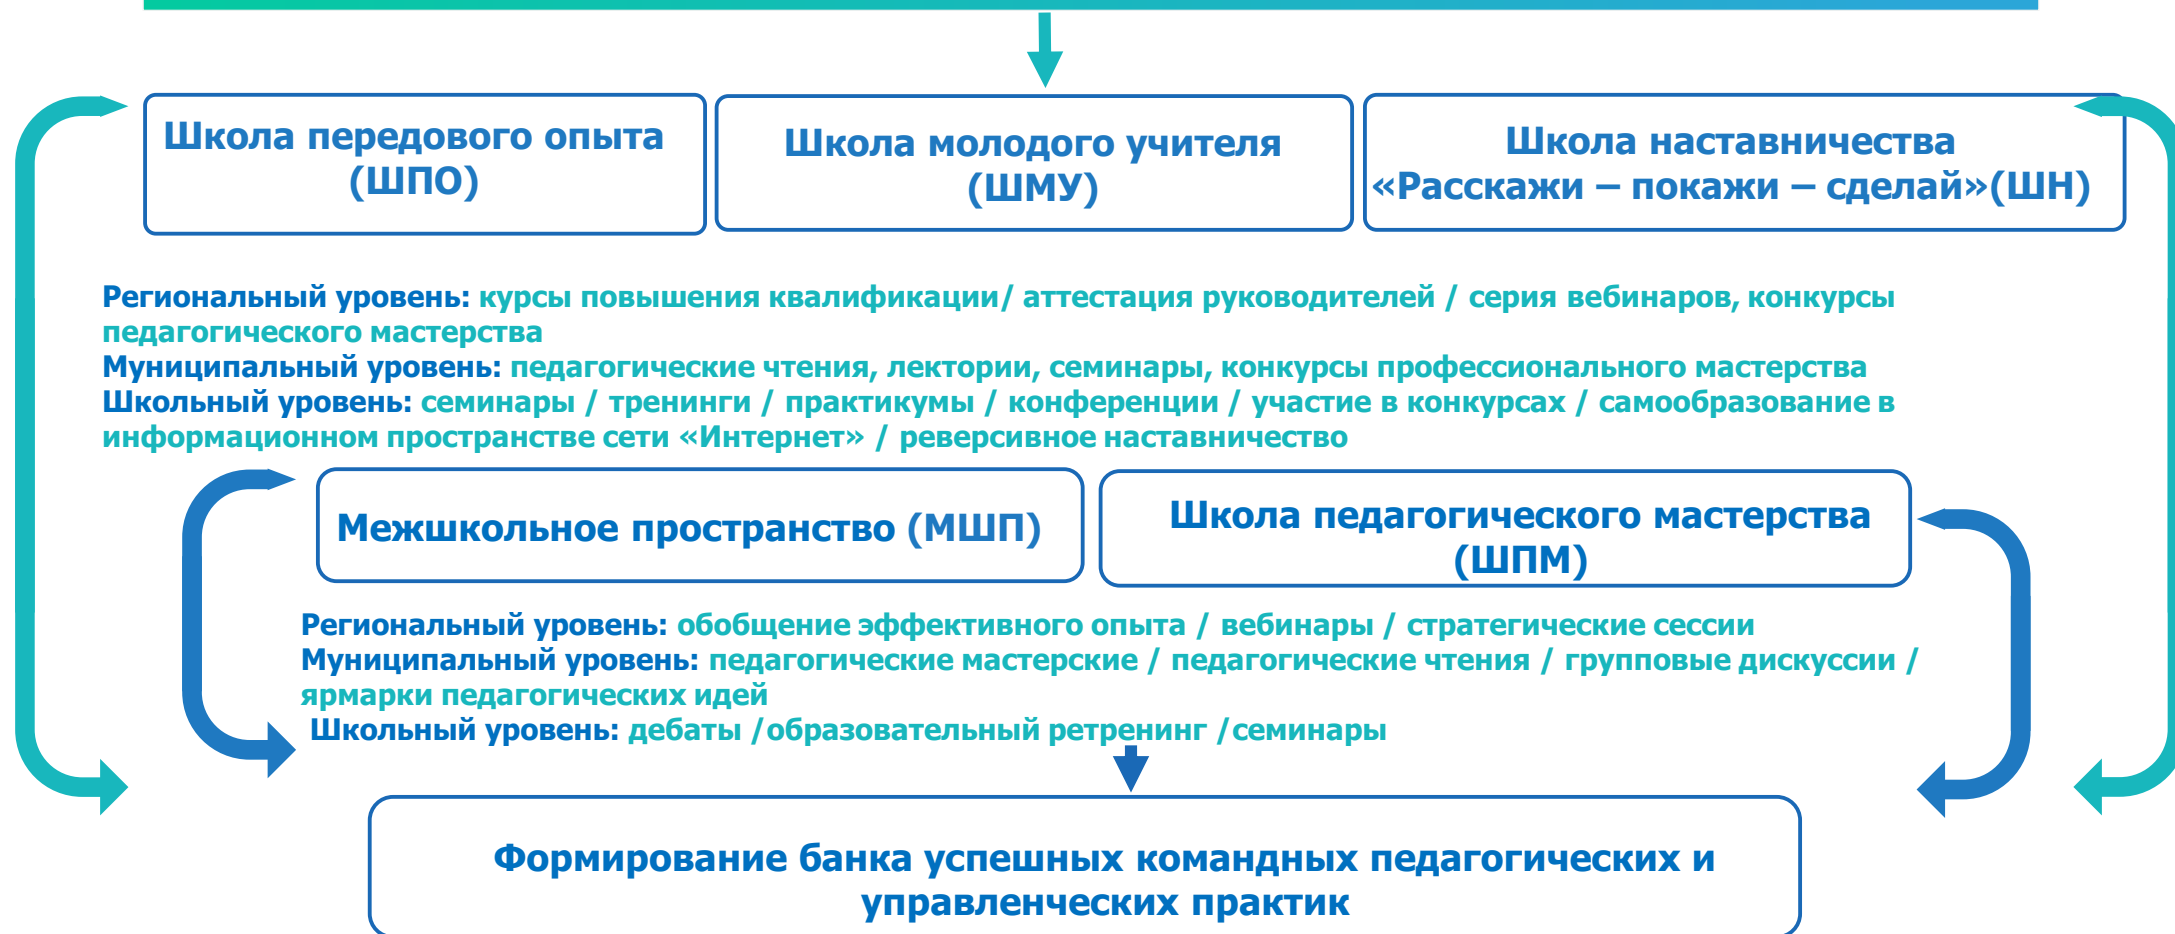 Школа передового опыта
(ШПО)
Школа молодого учителя
(ШМУ)
Школа наставничества
«Расскажи – покажи – сделай»(ШН)
Региональный уровень: курсы повышения квалификации/ аттестация руководителей / серия вебинаров, конкурсы
педагогического мастерства
Муниципальный уровень: педагогические чтения, лектории, семинары, конкурсы профессионального мастерства
Школьный уровень: семинары / тренинги / практикумы / конференции / участие в конкурсах / самообразование в
информационном пространстве сети «Интернет» / реверсивное наставничество
Межшкольное пространство (МШП)
Школа педагогического мастерства
(ШПМ)
Региональный уровень: обобщение эффективного опыта / вебинары / стратегические сессии
Муниципальный уровень: педагогические мастерские / педагогические чтения / групповые дискуссии /
ярмарки педагогических идей
Школьный уровень: дебаты /образовательный ретренинг /семинары
Формирование банка успешных командных педагогических и
управленческих практик